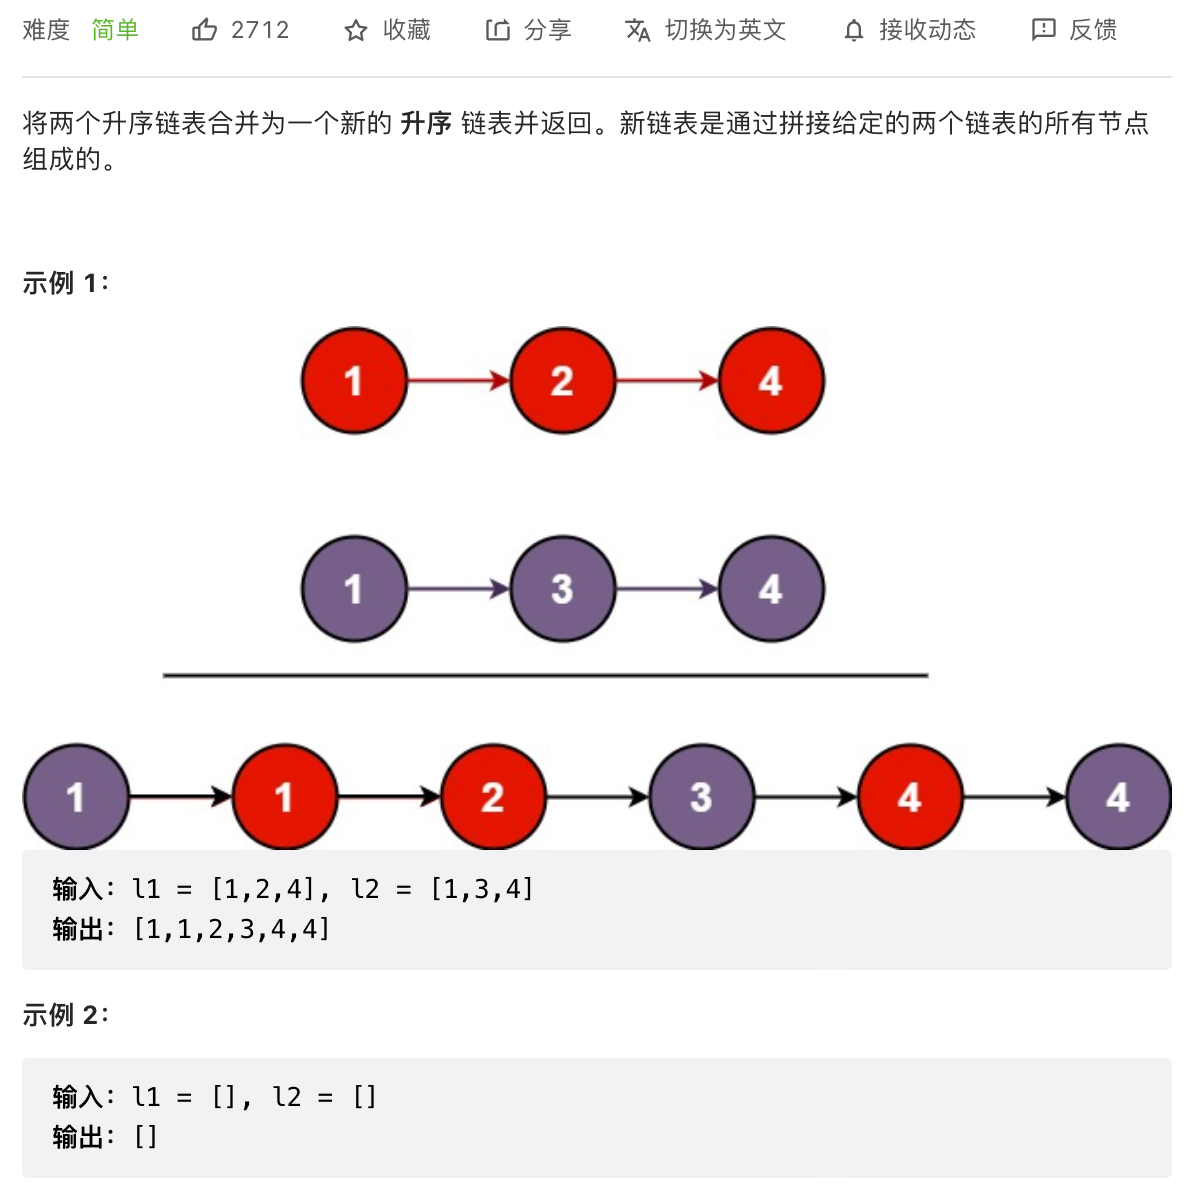 难度 简单 2712 收藏 分享 切换为英文 接收动态 反馈
将两个升序链表合并为一个新的 升序 链表并返回。新链表是通过拼接给定的两个链表的所有节点
组成的。
示例 1：
1 2 4
1 3 4
1 1 2 3 4 4
输入：l1 = [1,2,4], l2 = [1,3,4]
输出：[1,1,2,3,4,4]
示例 2：
输入：l1 = [], l2 = []
输出：[]